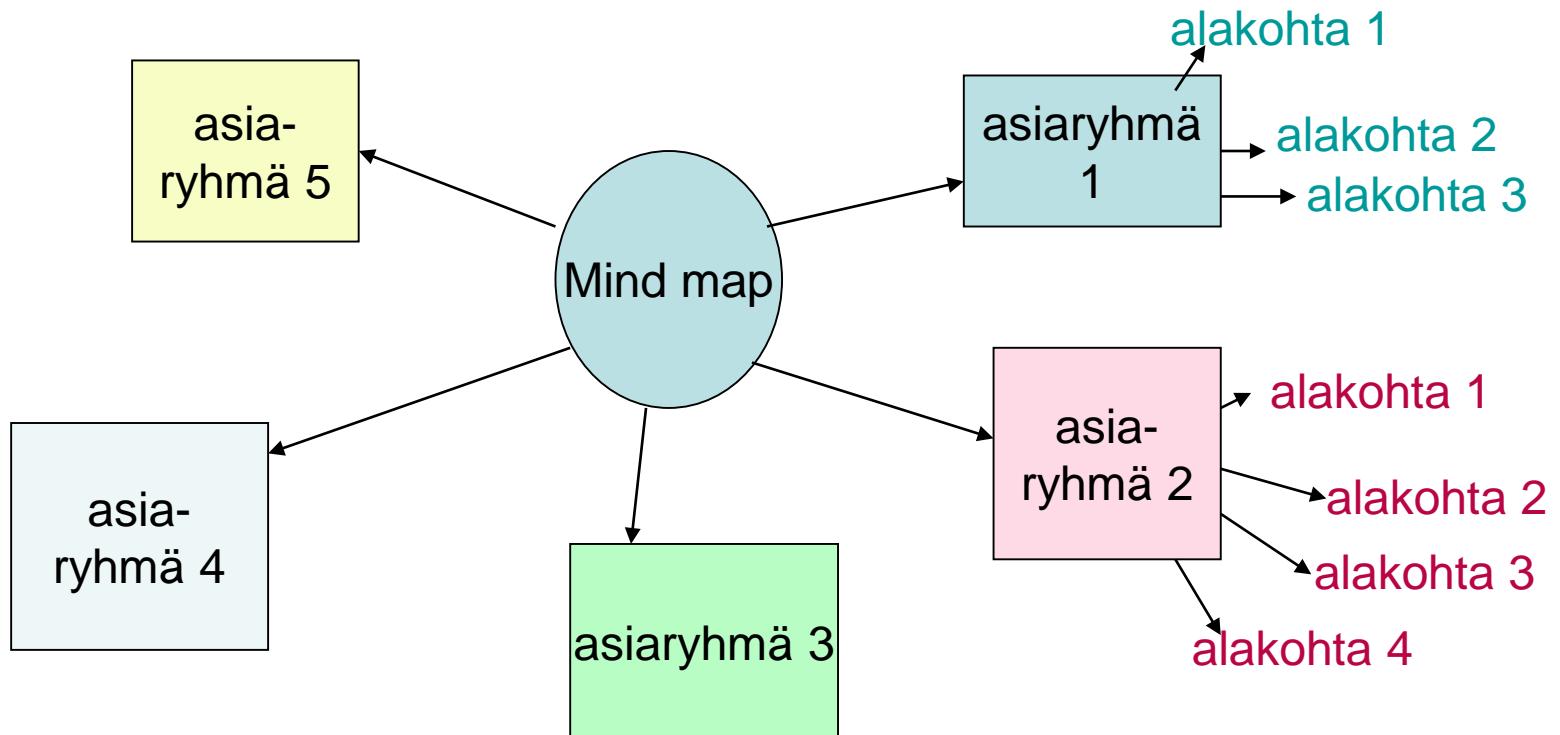 alakohta 1
asia-
ryhmä 5
asiaryhmä
1
alakohta 2
alakohta 3
Mind map
asia-
ryhmä 2
alakohta 1
alakohta 2
alakohta 3
alakohta 4
asia-
ryhmä 4
asiaryhmä 3